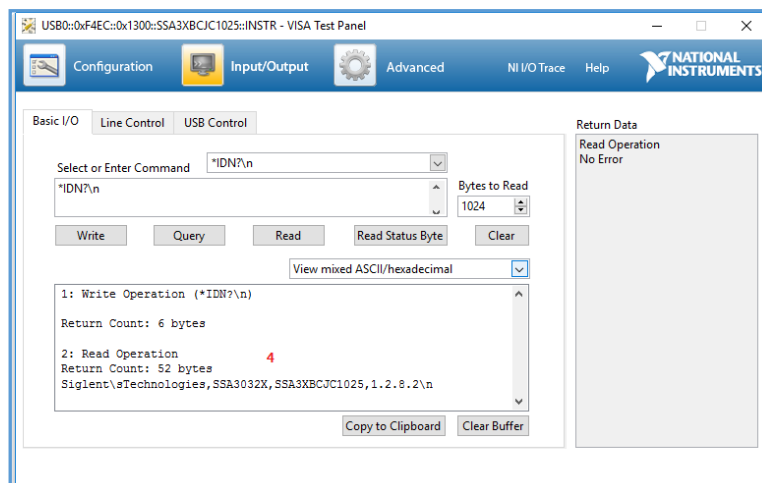 USB0::0xF4EC::0x1300::SSA3XBCJC1025::INSTR - VISA Test Panel
Configuration Input/Output Advanced NI I/O Trace Help NATIONAL INSTRUMENTS
Basic I/O Line Control USB Control
Return Data
Read Operation
No Error
Select or Enter Command *IDN?\n
*IDN?\n
Bytes to Read
1024
Write Query Read Read Status Byte Clear
View mixed ASCII/hexadecimal
1: Write Operation (*IDN?\n)
Return Count: 6 bytes
2: Read Operation
4
Return Count: 52 bytes
Siglent\sTechnologies,SSA3032X,SSA3XBCJC1025,1.2.8.2\n
Copy to Clipboard Clear Buffer